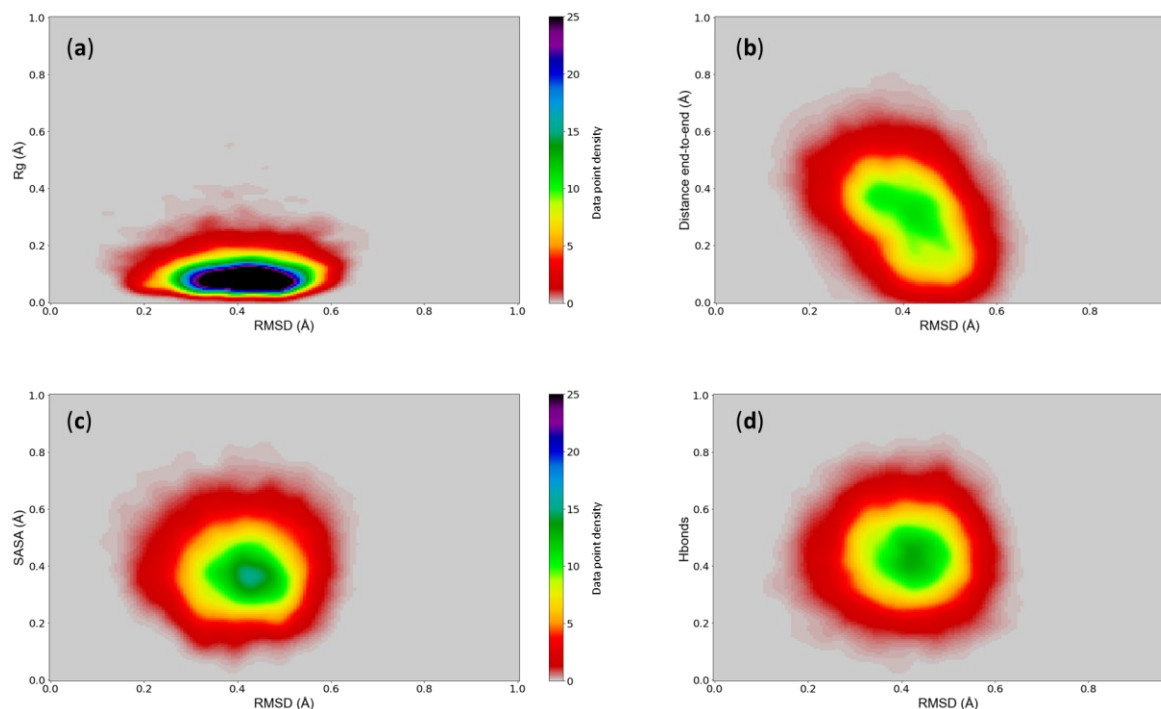 (a)
Rg (Å)
1.0
0.8
0.6
0.4
0.2
0.0
0.0 0.2 0.4 0.6 0.8 1.0
RMSD (Å)
25
20
15
10
5
0
Data point density
(b)
Distance end-to-end (Å)
1.0
0.8
0.6
0.4
0.2
0.0
0.0 0.2 0.4 0.6 0.8
RMSD (Å)
(c)
SASA (Å)
1.0
0.8
0.6
0.4
0.2
0.0
0.0 0.2 0.4 0.6 0.8 1.0
RMSD (Å)
25
20
15
10
5
0
Data point density
(d)
Hbonds
1.0
0.8
0.6
0.4
0.2
0.0
0.0 0.2 0.4 0.6 0.8
RMSD (Å)